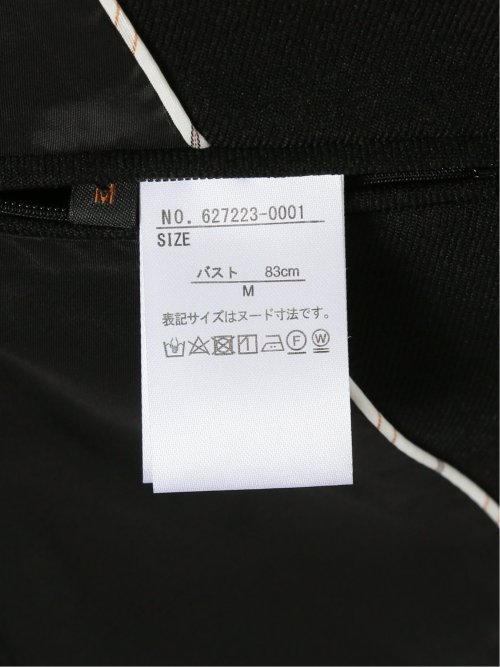 M
NO. 627223-0001
SIZE
バスト 83cm
M
表記サイズはヌード寸法です。
F W